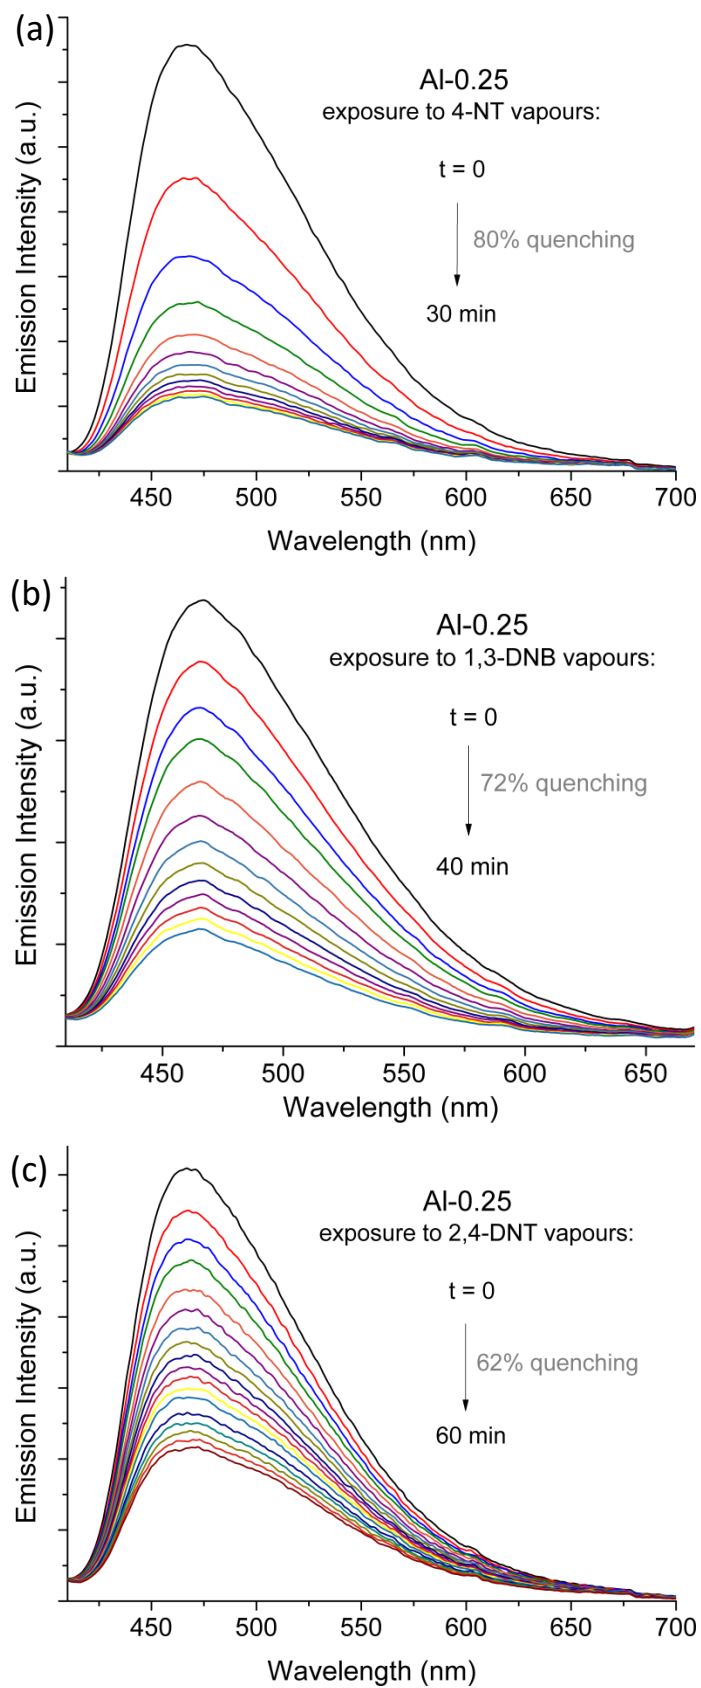 (a)
Al-0.25
exposure to 4-NT vapours:
t = 0
80% quenching
30 min
Emission Intensity (a.u.)
450 500 550 600 650 700
Wavelength (nm)
(b)
Al-0.25
exposure to 1,3-DNB vapours:
t = 0
72% quenching
40 min
Emission Intensity (a.u.)
450 500 550 600 650
Wavelength (nm)
(c)
Al-0.25
exposure to 2,4-DNT vapours:
t = 0
62% quenching
60 min
Emission Intensity (a.u.)
450 500 550 600 650 700
Wavelength (nm)